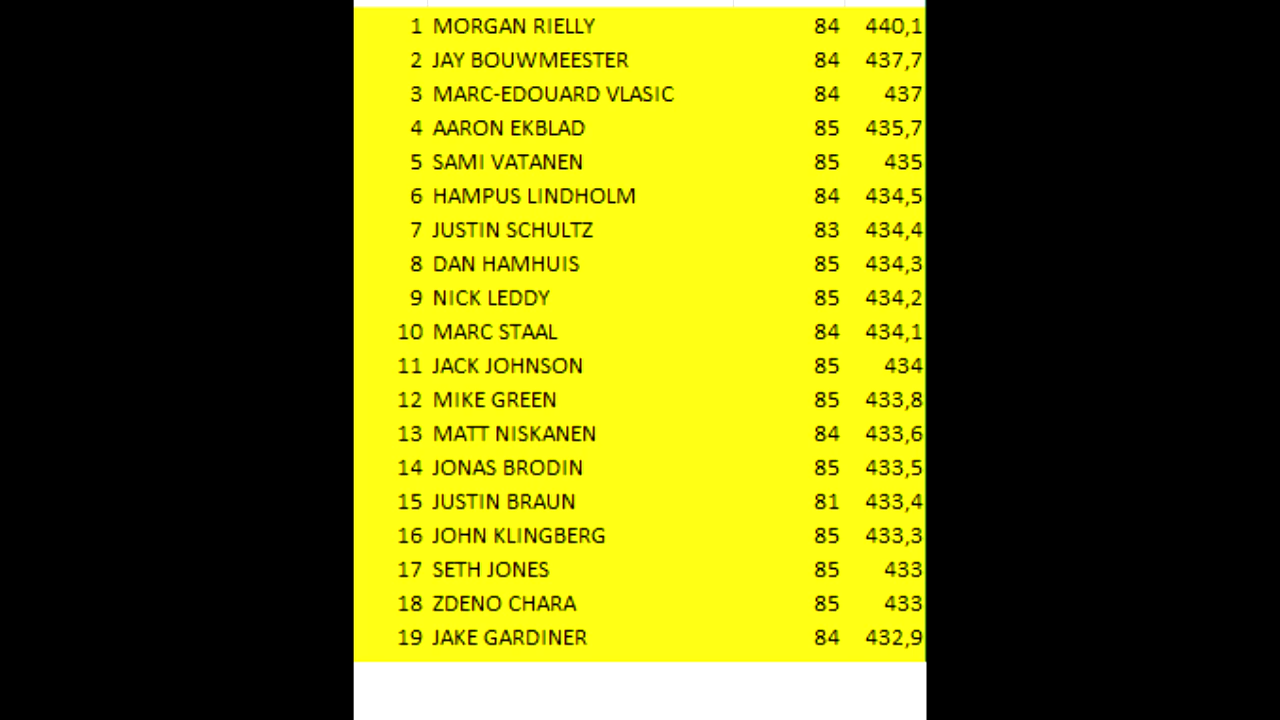 1 MORGAN RIELLY 84 440,1
2 JAY BOUWMEESTER 84 437,7
3 MARC-EDOUARD VLASIC 84 437
4 AARON EKBLAD 85 435,7
5 SAMI VATANEN 85 435
6 HAMPUS LINDHOLM 84 434,5
7 JUSTIN SCHULTZ 83 434,4
8 DAN HAMHUIS 85 434,3
9 NICK LEDDY 85 434,2
10 MARC STAAL 84 434,1
11 JACK JOHNSON 85 434
12 MIKE GREEN 85 433,8
13 MATT NISKANEN 84 433,6
14 JONAS BRODIN 85 433,5
15 JUSTIN BRAUN 81 433,4
16 JOHN KLINGBERG 85 433,3
17 SETH JONES 85 433
18 ZDENO CHARA 85 433
19 JAKE GARDINER 84 432,9